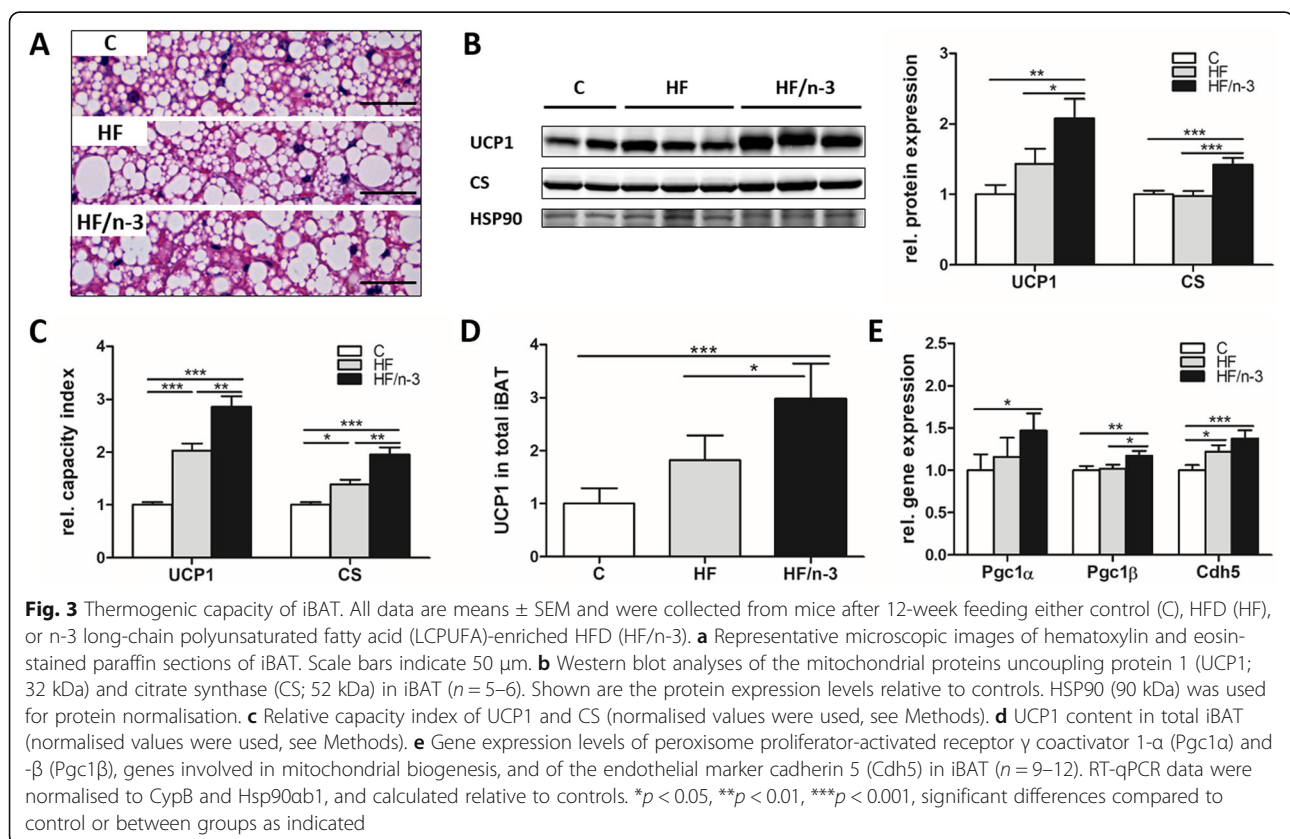 A
C
HF
HF/n-3
B
C HF HF/n-3
UCP1
CS
HSP90
** * *** ***
C
HF
HF/n-3
rel. protein expression
3
2
1
0
UCP1 CS
C
*** *** ** *** * **
C
HF
HF/n-3
rel. capacity index
4
3
2
1
0
UCP1 CS
D
*** *
UCP1 in total iBAT
4
3
2
1
0
C HF HF/n-3
E
* ** * *** *
C
HF
HF/n-3
rel. gene expression
2.5
2.0
1.5
1.0
0.5
0.0
Pgc1α Pgc1β Cdh5
Fig. 3 Thermogenic capacity of iBAT. All data are means ± SEM and were collected from mice after 12-week feeding either control (C), HFD (HF),
or n-3 long-chain polyunsaturated fatty acid (LCPUFA)-enriched HFD (HF/n-3). a Representative microscopic images of hematoxylin and eosin-
stained paraffin sections of iBAT. Scale bars indicate 50 μm. b Western blot analyses of the mitochondrial proteins uncoupling protein 1 (UCP1;
32 kDa) and citrate synthase (CS; 52 kDa) in iBAT (n = 5–6). Shown are the protein expression levels relative to controls. HSP90 (90 kDa) was used
for protein normalisation. c Relative capacity index of UCP1 and CS (normalised values were used, see Methods). d UCP1 content in total iBAT
(normalised values were used, see Methods). e Gene expression levels of peroxisome proliferator-activated receptor γ coactivator 1-α (Pgc1α) and
-β (Pgc1β), genes involved in mitochondrial biogenesis, and of the endothelial marker cadherin 5 (Cdh5) in iBAT (n = 9–12). RT-qPCR data were
normalised to CypB and Hsp90αb1, and calculated relative to controls. *p < 0.05, **p < 0.01, ***p < 0.001, significant differences compared to
control or between groups as indicated